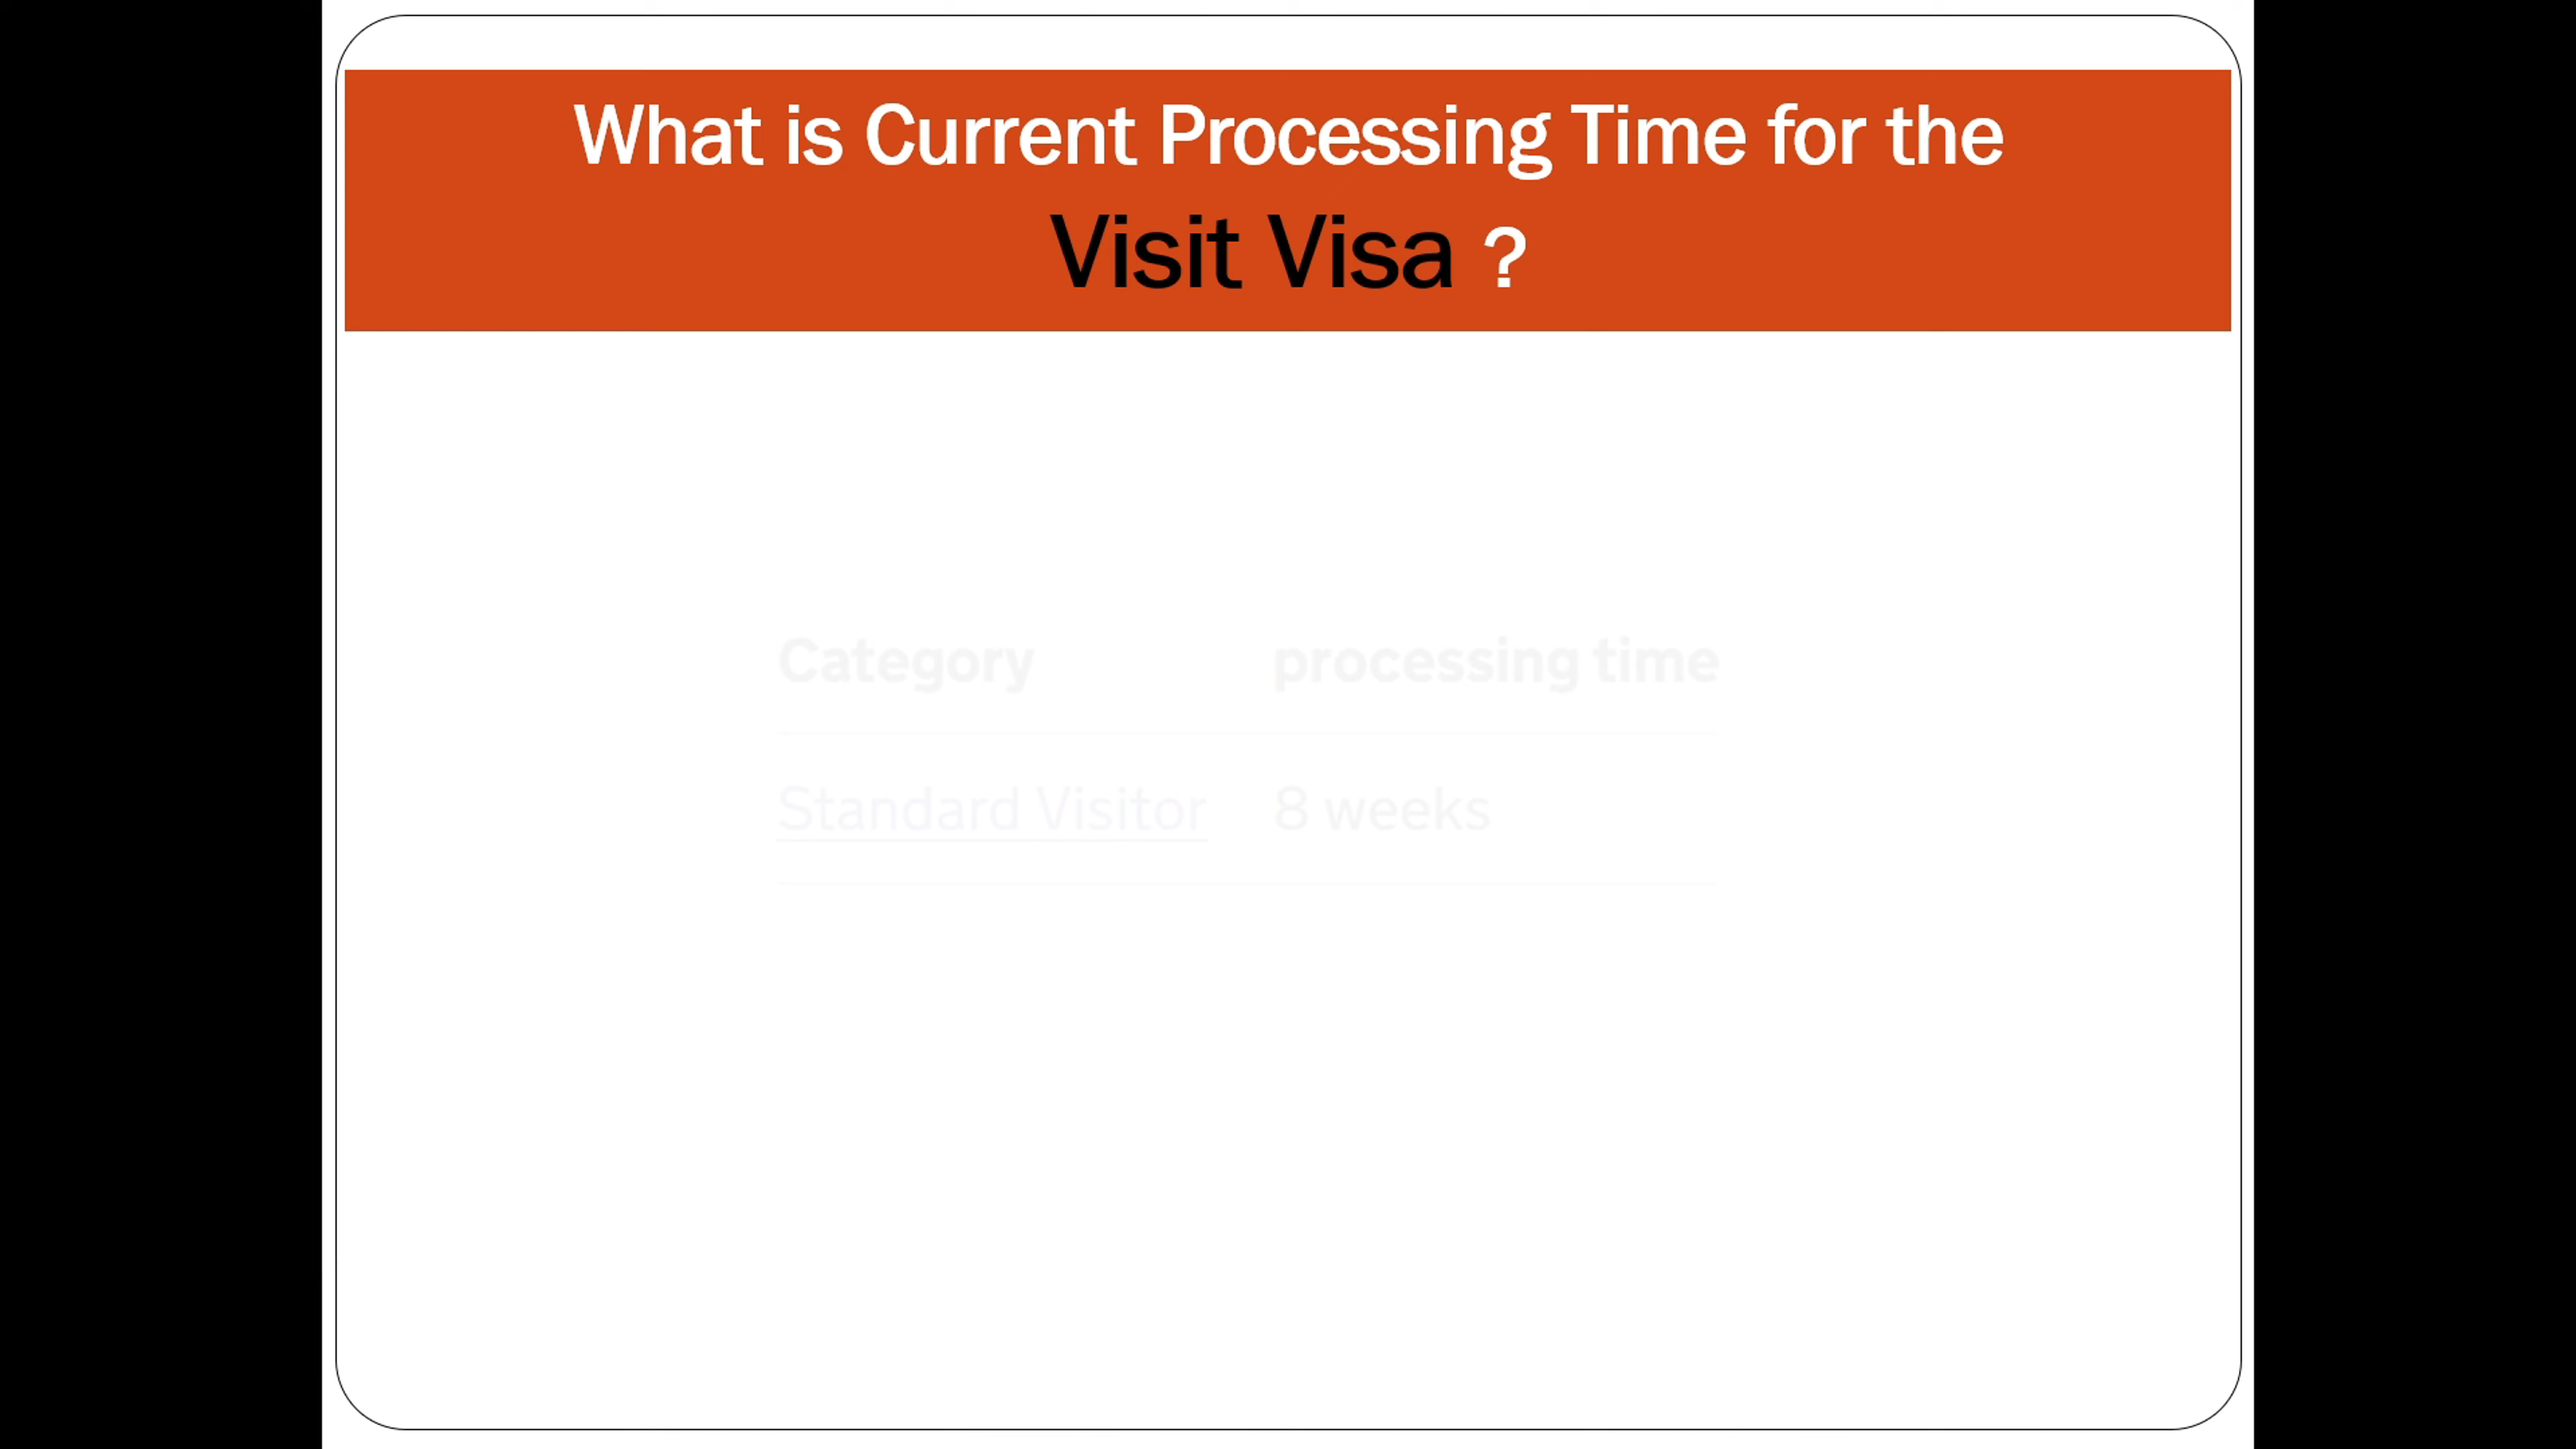 What is Current Processing Time for the
Visit Visa ?
Category processing time
Standard Visitor 8 weeks